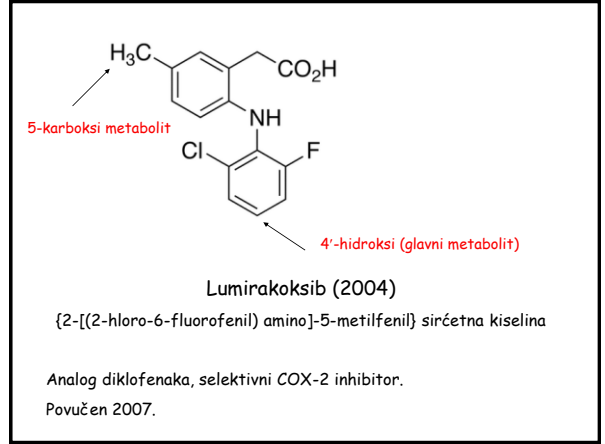 H₃C
CO₂H
5-karboksi metabolit
NH
Cl
F
4′-hidroksi (glavni metabolit)
Lumirakoksib (2004)
{2-[(2-hloro-6-fluorofenil) amino]-5-metilfenil} sirćetna kiselina
Analog diklofenaka, selektivni COX-2 inhibitor.
Povučen 2007.